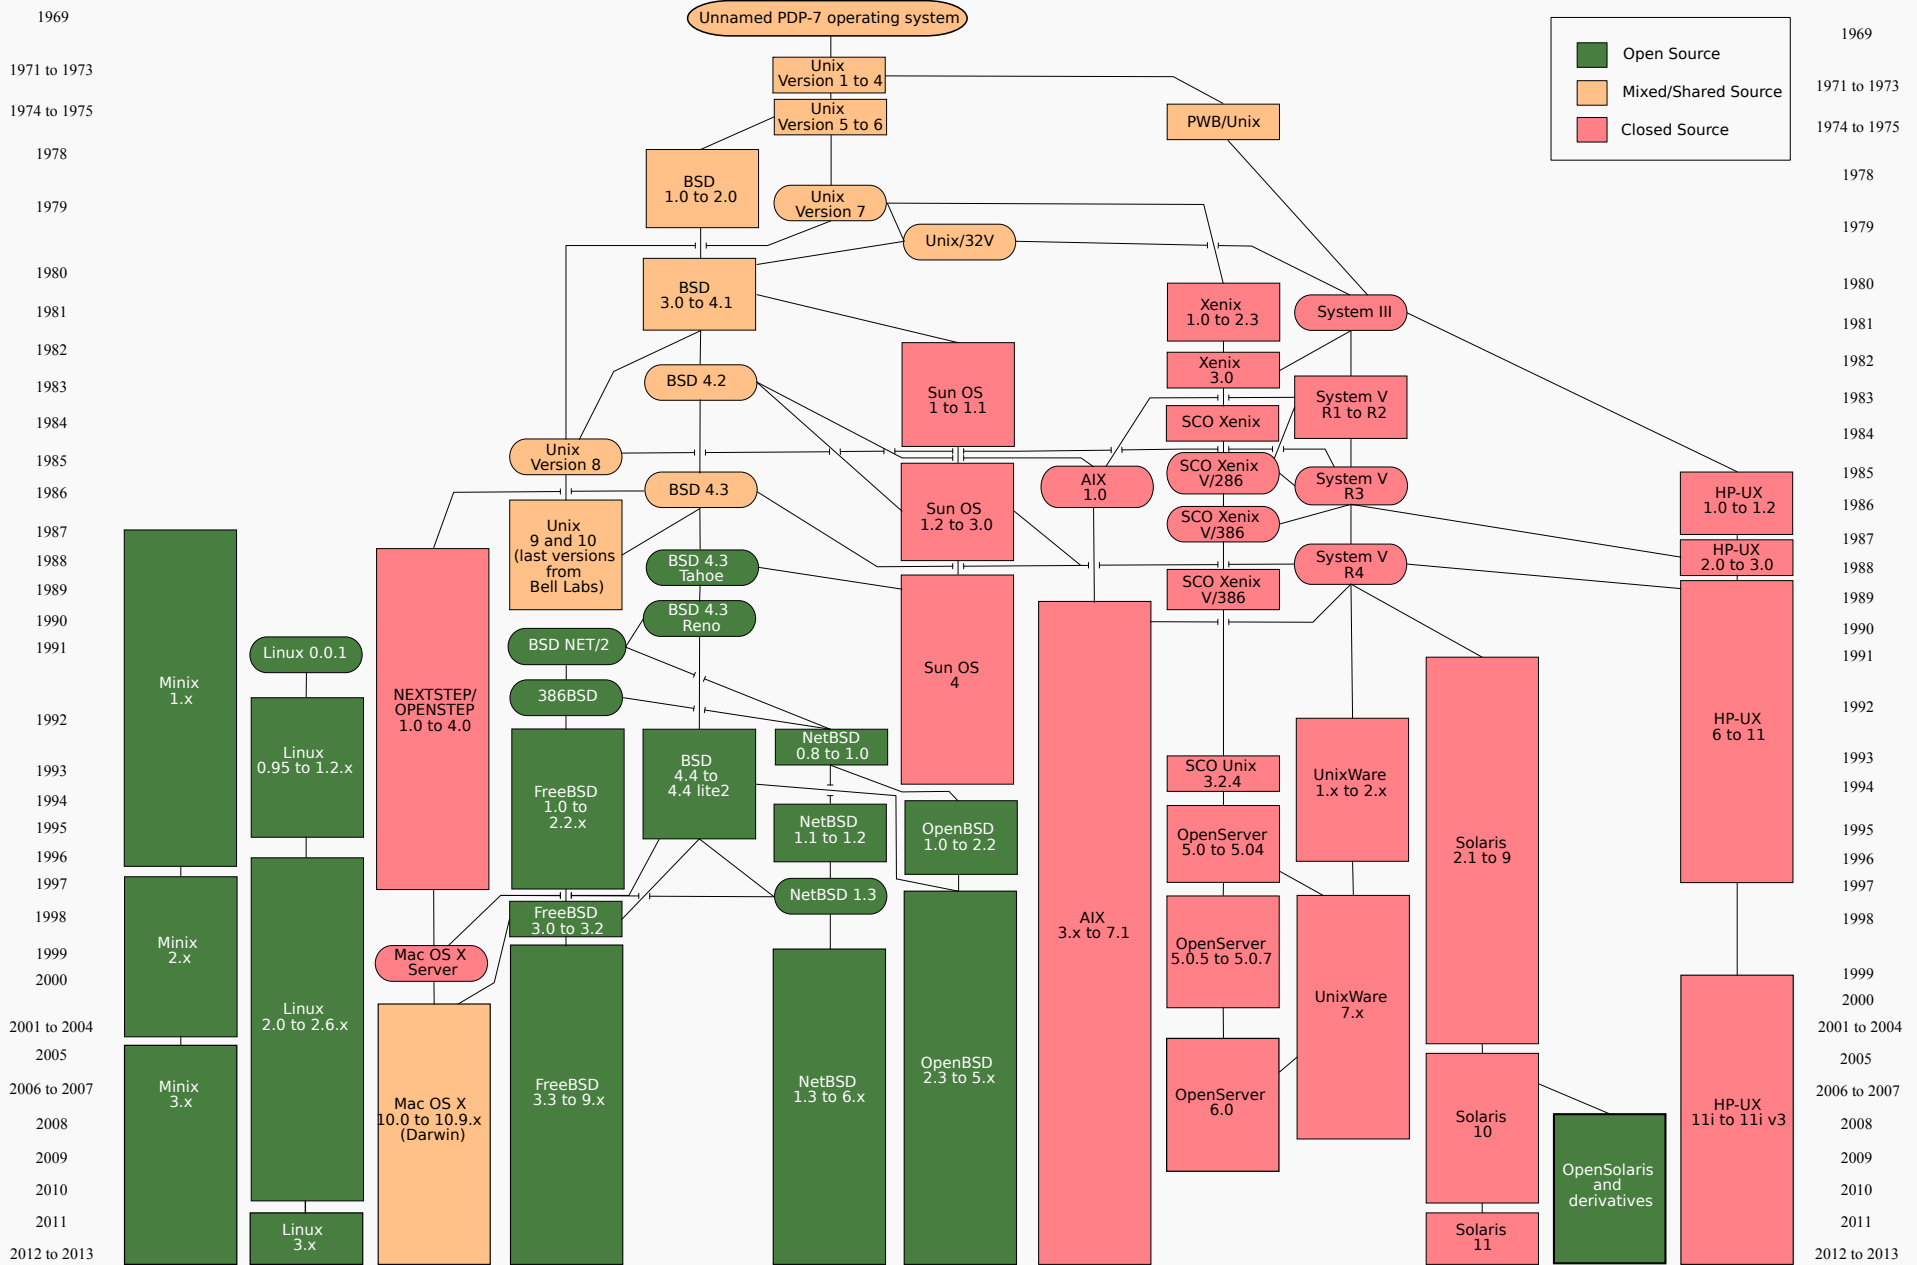 1969
1971 to 1973
1974 to 1975
1978
1979
1980
1981
1982
1983
1984
1985
1986
1987
1988
1989
1990
1991
1992
1993
1994
1995
1996
1997
1998
1999
2000
2001 to 2004
2005
2006 to 2007
2008
2009
2010
2011
2012 to 2013
Unnamed PDP-7 operating system
Unix
Version 1 to 4
Unix
Version 5 to 6
PWB/Unix
BSD
1.0 to 2.0
Unix
Version 7
Unix/32V
BSD
3.0 to 4.1
Xenix
1.0 to 2.3
System III
Xenix
3.0
BSD 4.2
Sun OS
1 to 1.1
System V
R1 to R2
SCO Xenix
Unix
Version 8
SCO Xenix
V/286
AIX
1.0
System V
R3
BSD 4.3
Sun OS
1.2 to 3.0
HP-UX
1.0 to 1.2
SCO Xenix
V/386
Unix
9 and 10
(last versions
from
Bell Labs)
BSD 4.3
Tahoe
System V
R4
HP-UX
2.0 to 3.0
SCO Xenix
V/386
BSD 4.3
Reno
BSD NET/2
Linux 0.0.1
Minix
1.x
386BSD
Sun OS
4
NEXTSTEP/
OPENSTEP
1.0 to 4.0
HP-UX
6 to 11
NetBSD
0.8 to 1.0
Linux
0.95 to 1.2.x
BSD
4.4 to
4.4 lite2
SCO Unix
3.2.4
UnixWare
1.x to 2.x
FreeBSD
1.0 to
2.2.x
NetBSD
1.1 to 1.2
OpenBSD
1.0 to 2.2
OpenServer
5.0 to 5.04
Solaris
2.1 to 9
NetBSD 1.3
FreeBSD
3.0 to 3.2
AIX
3.x to 7.1
Minix
2.x
Mac OS X
Server
OpenServer
5.0.5 to 5.0.7
Linux
2.0 to 2.6.x
UnixWare
7.x
OpenBSD
2.3 to 5.x
Minix
3.x
FreeBSD
3.3 to 9.x
NetBSD
1.3 to 6.x
Mac OS X
10.0 to 10.9.x
(Darwin)
OpenServer
6.0
Solaris
10
HP-UX
11i to 11i v3
OpenSolaris
and
derivatives
Linux
3.x
Solaris
11
Open Source
Mixed/Shared Source
Closed Source
1969
1971 to 1973
1974 to 1975
1978
1979
1980
1981
1982
1983
1984
1985
1986
1987
1988
1989
1990
1991
1992
1993
1994
1995
1996
1997
1998
1999
2000
2001 to 2004
2005
2006 to 2007
2008
2009
2010
2011
2012 to 2013